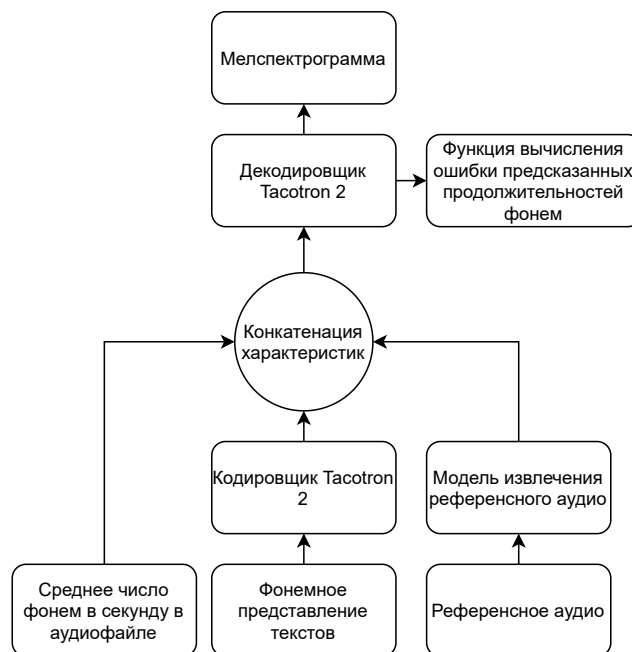 Мелспектрограмма
Декодировщик
Tacotron 2
Функция вычисления
ошибки предсказанных
продолжительностей
фонем
Конкатенация
характеристик
Кодировщик Tacotron
2
Модель извлечения
референсного аудио
Среднее число
фонем в секунду в
аудиофайле
Фонемное
представление
текстов
Референсное аудио